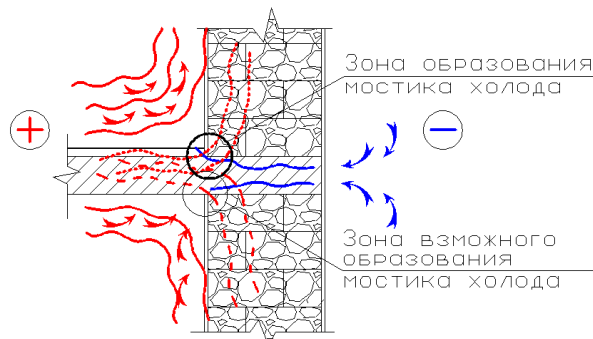 Зона образования
мостика холода
Зона взможного
образования
мостика холода